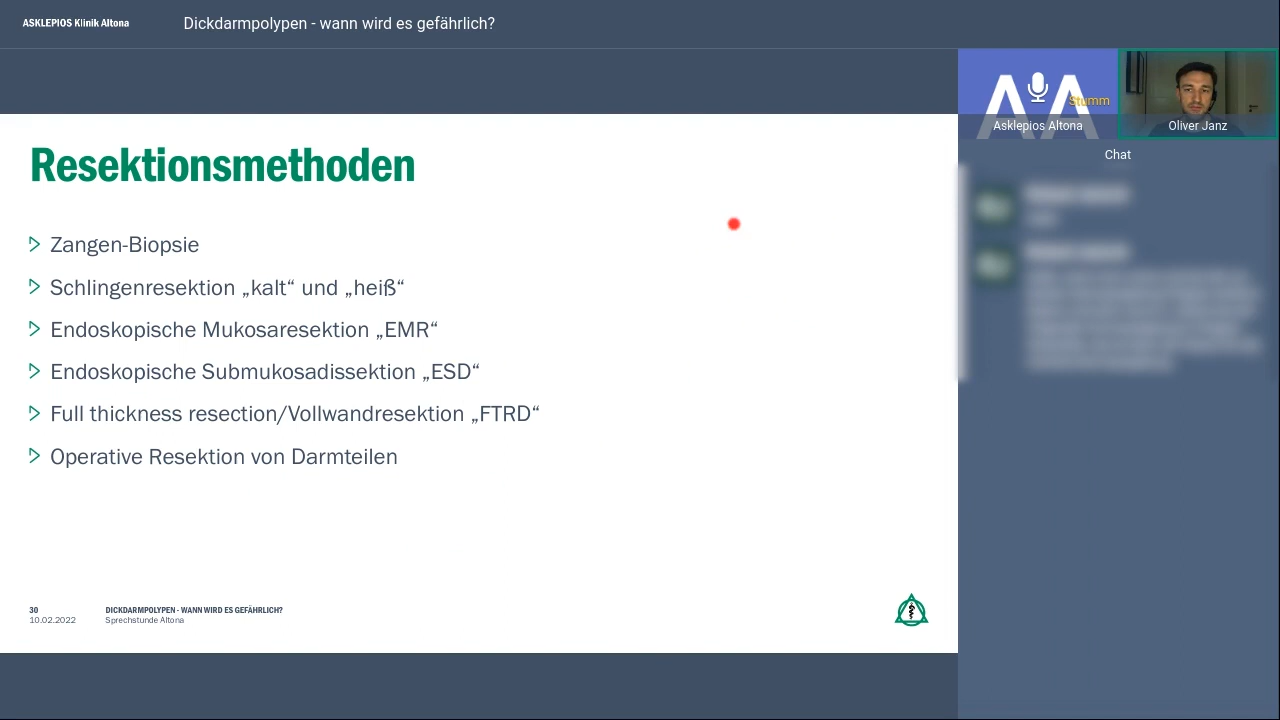 ASKLEPIOS Klinik Altona
Dickdarmpolypen - wann wird es gefährlich?
Stumm
Asklepios Altona
Oliver Janz
Chat
Resektionsmethoden
Zangen-Biopsie
Schlingenresektion „kalt“ und „heiß“
Endoskopische Mukosaresektion „EMR“
Endoskopische Submukosadissektion „ESD“
Full thickness resection/Vollwandresektion „FTRD“
Operative Resektion von Darmteilen
30
DICKDARMPOLYPEN - WANN WIRD ES GEFÄHRLICH?
10.02.2022
Sprechstunde Altona